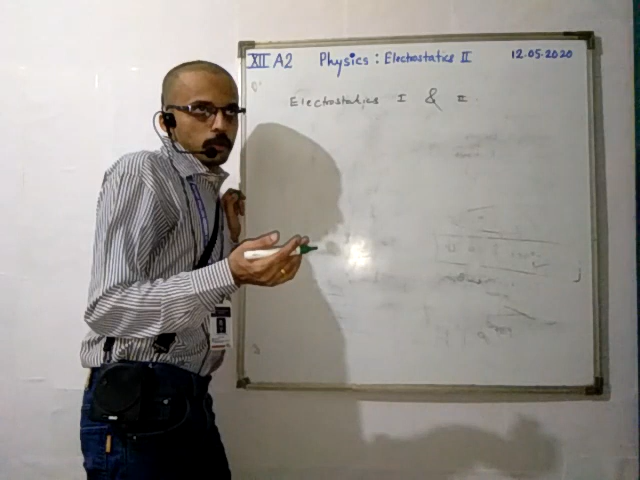 XII A2 Physics : Electrostatics II 12.05.2020
Electrostatics I & II.